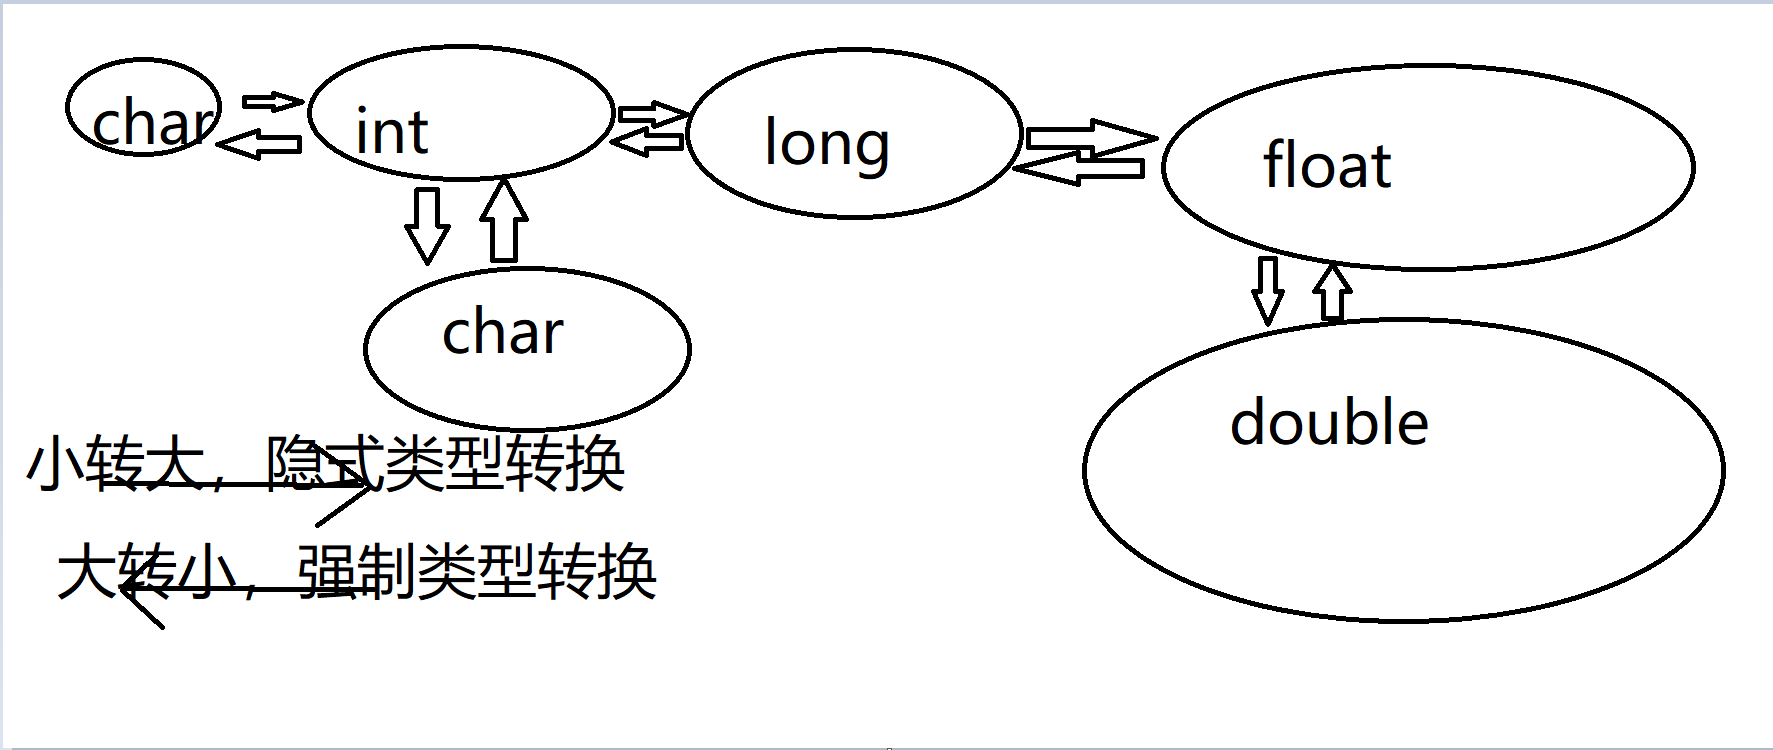 char
int
long
float
char
double
小转大，隐式类型转换
大转小，强制类型转换